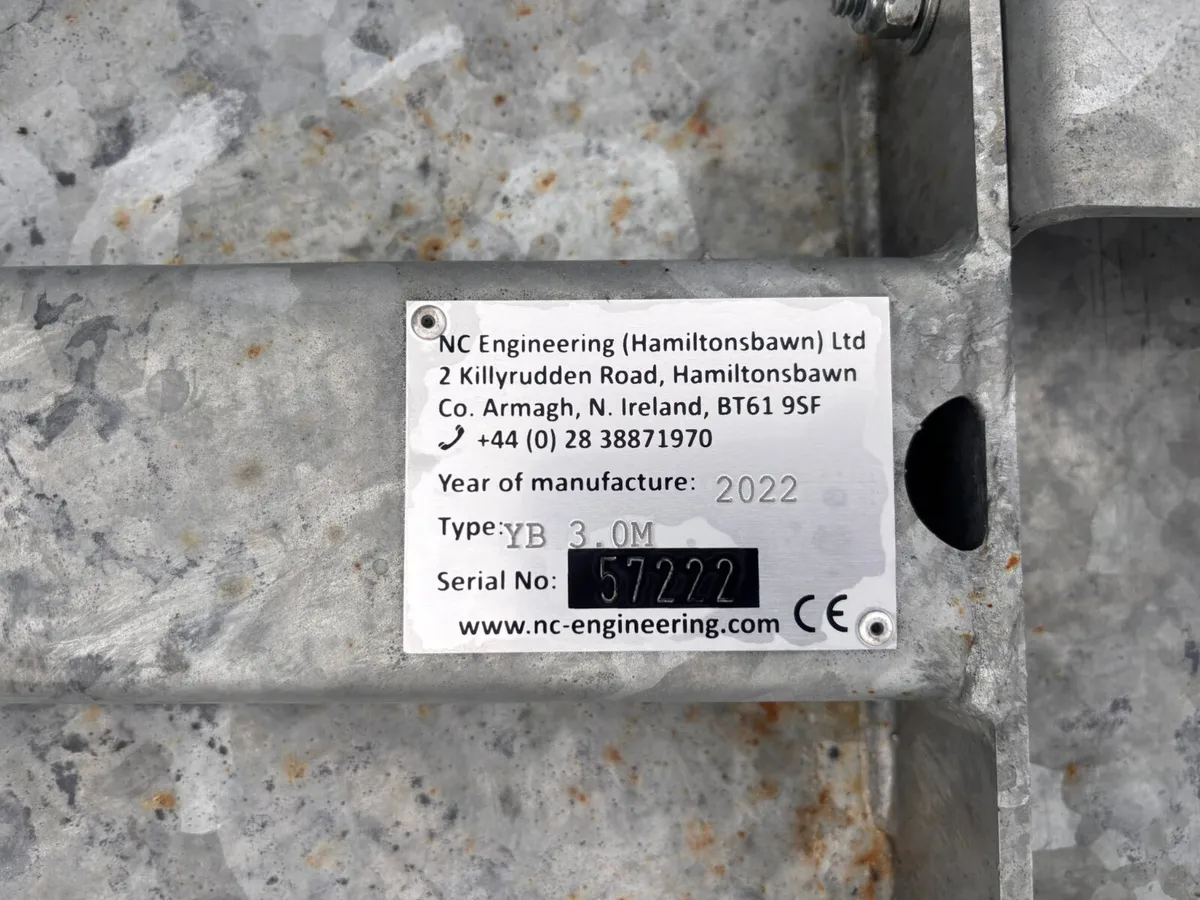 NC Engineering (Hamiltonsbawn) Ltd
2 Killyrudden Road, Hamiltonsbawn
Co. Armagh, N. Ireland, BT61 9SF
+44 (0) 28 38871970
Year of manufacture: 2022
Type: YB 3.0M
Serial No: 57222
www.nc-engineering.com CE